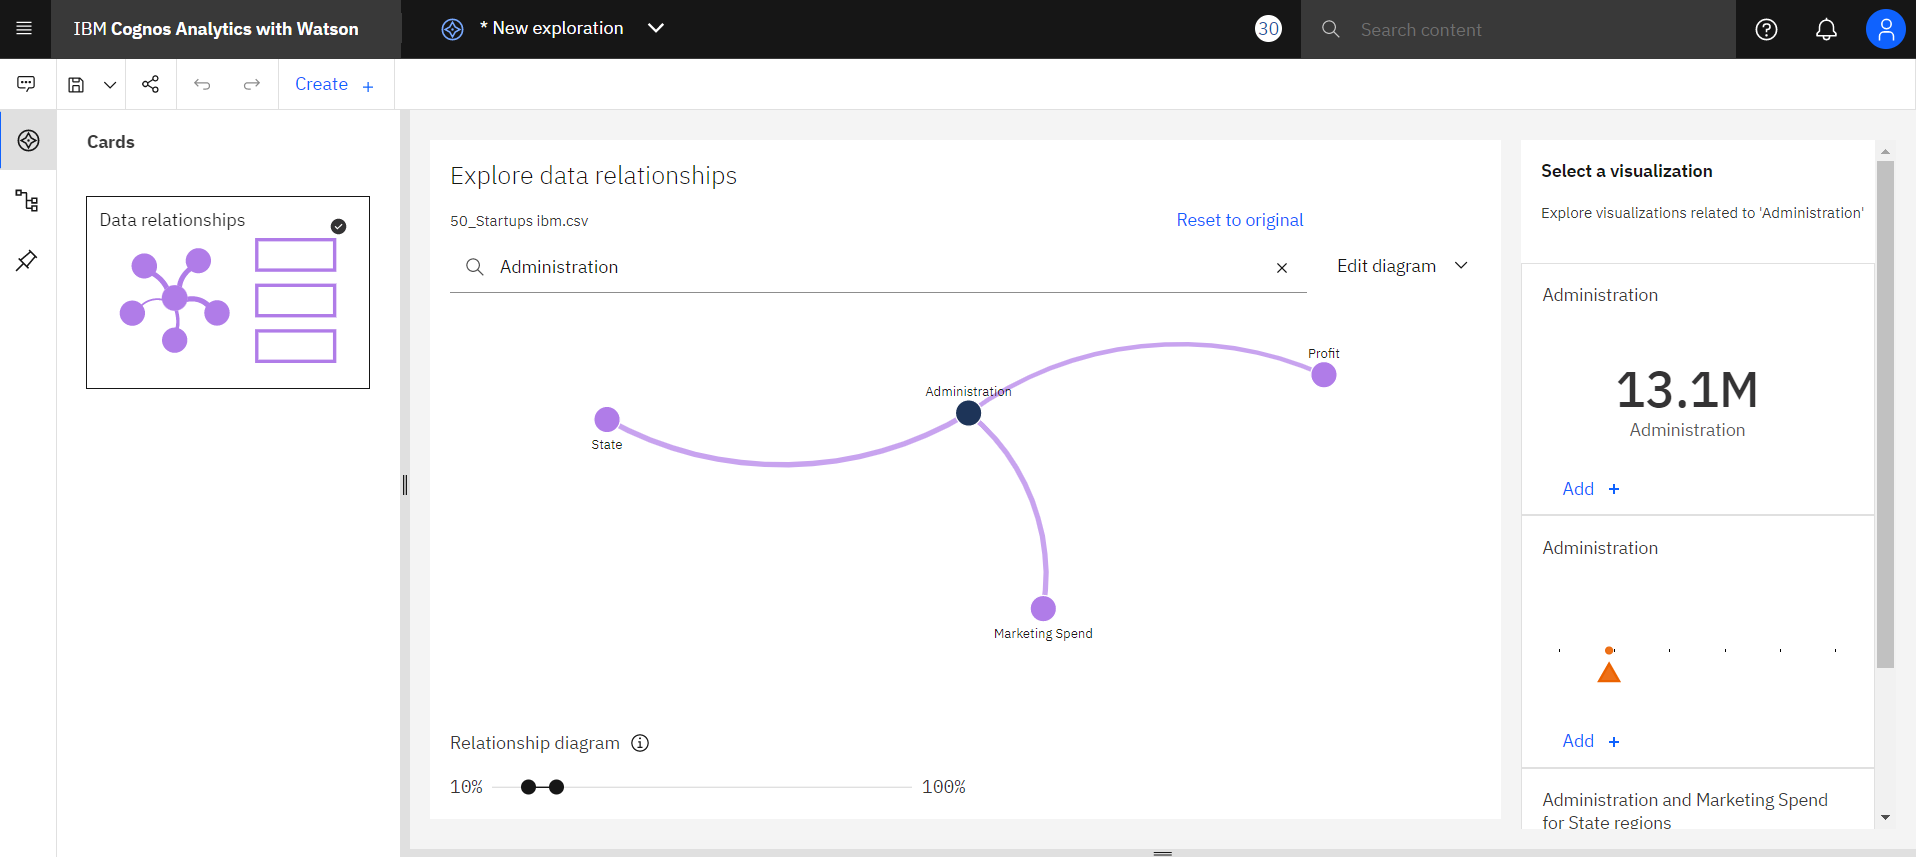 IBM Cognos Analytics with Watson
* New exploration
30
Search content
Create +
Cards
Data relationships
Explore data relationships
50_Startups ibm.csv
Reset to original
Administration
Edit diagram
Profit
Administration
State
Marketing Spend
Relationship diagram
10%
100%
Select a visualization
Explore visualizations related to 'Administration'
Administration
13.1M
Administration
Add +
Administration
Add +
Administration and Marketing Spend
for State regions